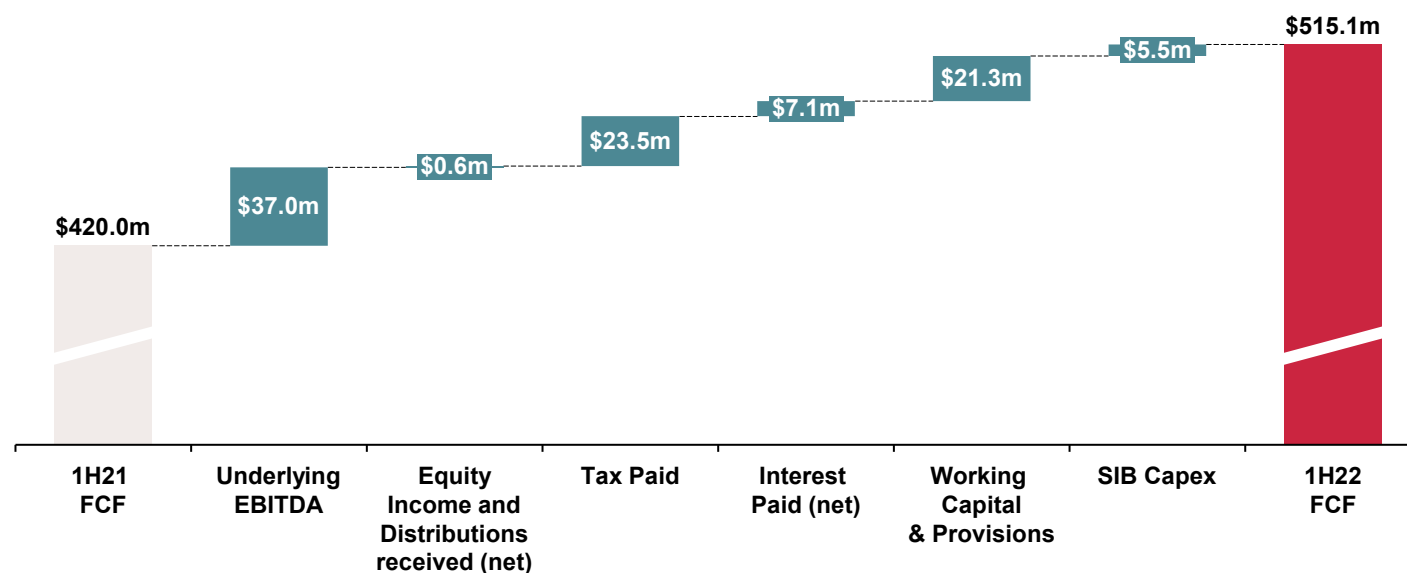 $515.1m
$5.5m
$21.3m
$7.1m
$23.5m
$0.6m
$37.0m
$420.0m
1H21
FCF
Underlying
EBITDA
Equity
Income and
Distributions
received (net)
Tax Paid
Interest
Paid (net)
Working
Capital
& Provisions
SIB Capex
1H22
FCF